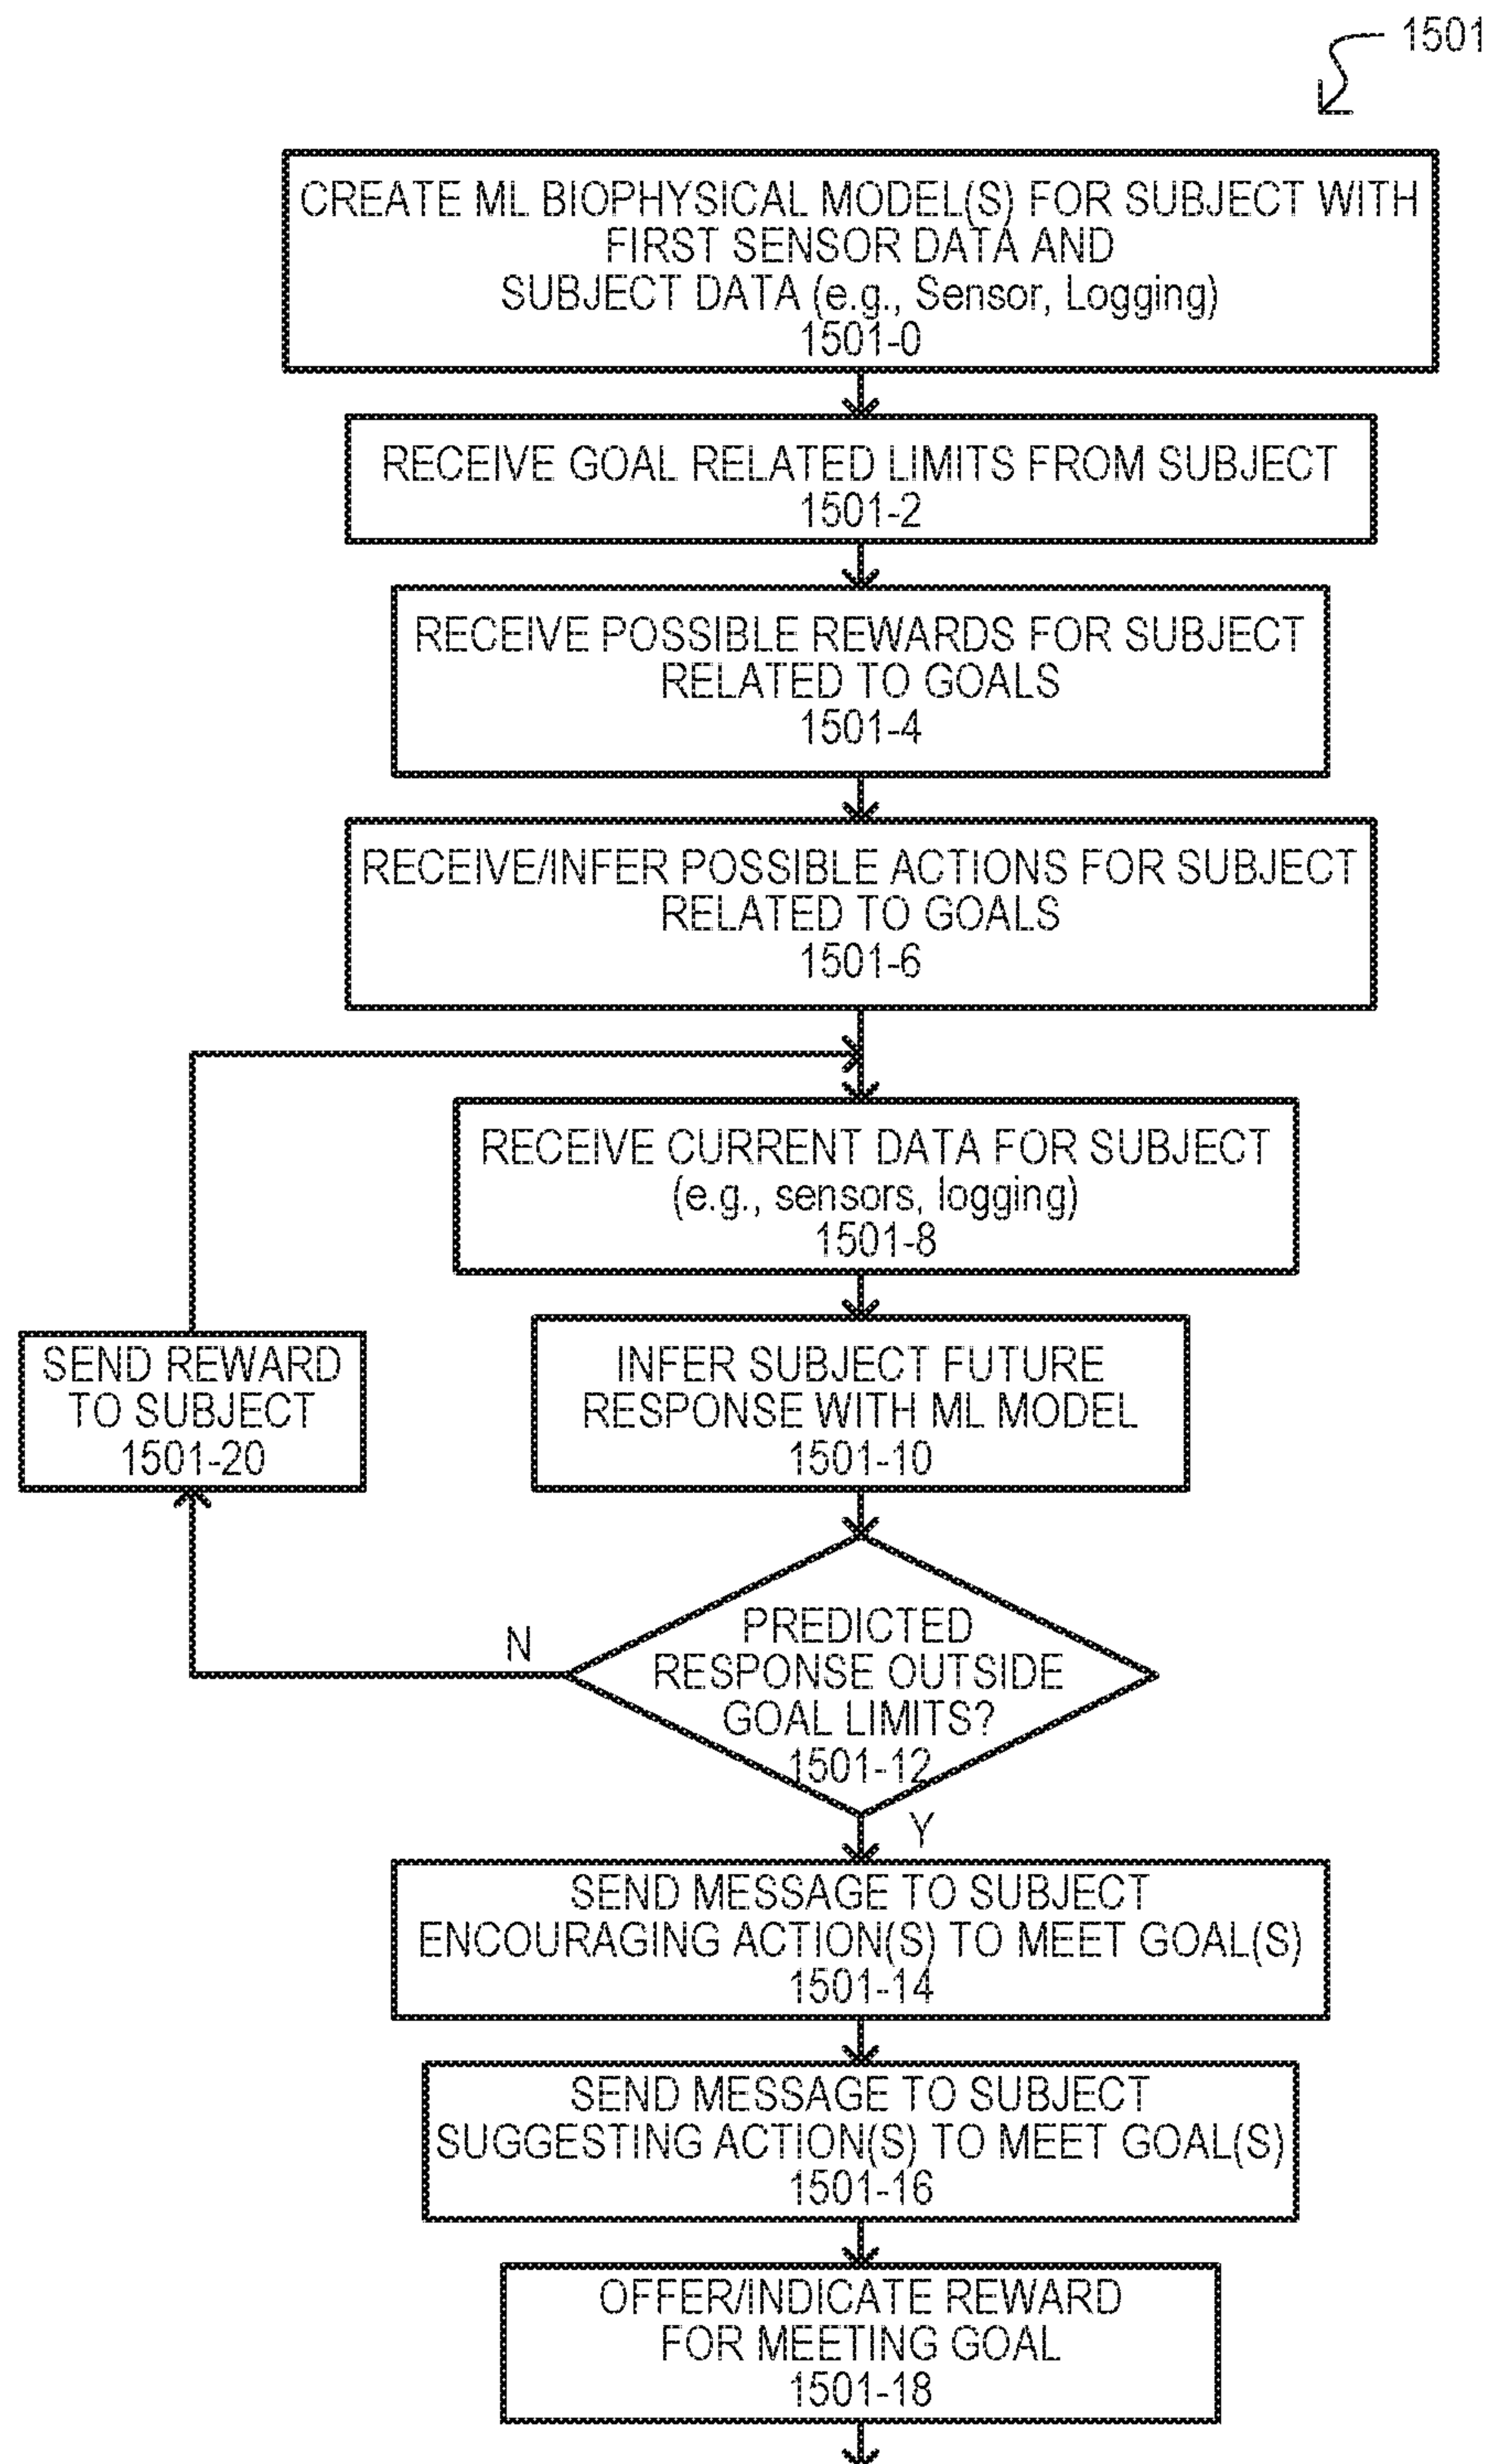 1501
CREATE ML BIOPHYSICAL MODEL(S) FOR SUBJECT WITH
FIRST SENSOR DATA AND
SUBJECT DATA (e.g., Sensor, Logging)
1501-0
RECEIVE GOAL RELATED LIMITS FROM SUBJECT
1501-2
RECEIVE POSSIBLE REWARDS FOR SUBJECT
RELATED TO GOALS
1501-4
RECEIVE/INFER POSSIBLE ACTIONS FOR SUBJECT
RELATED TO GOALS
1501-6
RECEIVE CURRENT DATA FOR SUBJECT
(e.g., sensors, logging)
1501-8
SEND REWARD
TO SUBJECT
1501-20
INFER SUBJECT FUTURE
RESPONSE WITH ML MODEL
1501-10
N
PREDICTED
RESPONSE OUTSIDE
GOAL LIMITS?
1501-12
Y
SEND MESSAGE TO SUBJECT
ENCOURAGING ACTION(S) TO MEET GOAL(S)
1501-14
SEND MESSAGE TO SUBJECT
SUGGESTING ACTION(S) TO MEET GOAL(S)
1501-16
OFFER/INDICATE REWARD
FOR MEETING GOAL
1501-18